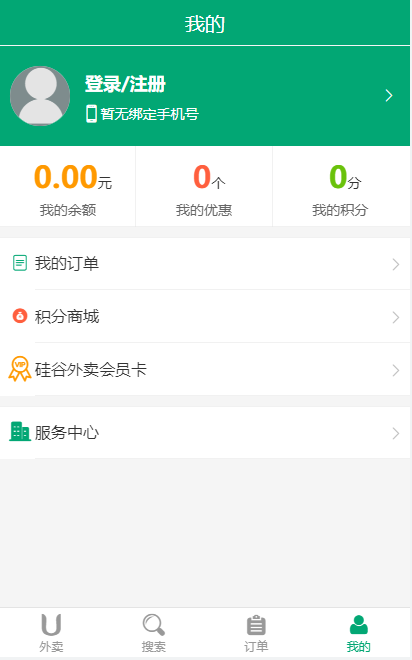 我的
登录/注册
暂无绑定手机号
0.00元
0个
0分
我的余额
我的优惠
我的积分
我的订单
积分商城
VIP
硅谷外卖会员卡
服务中心
外卖
搜索
订单
我的